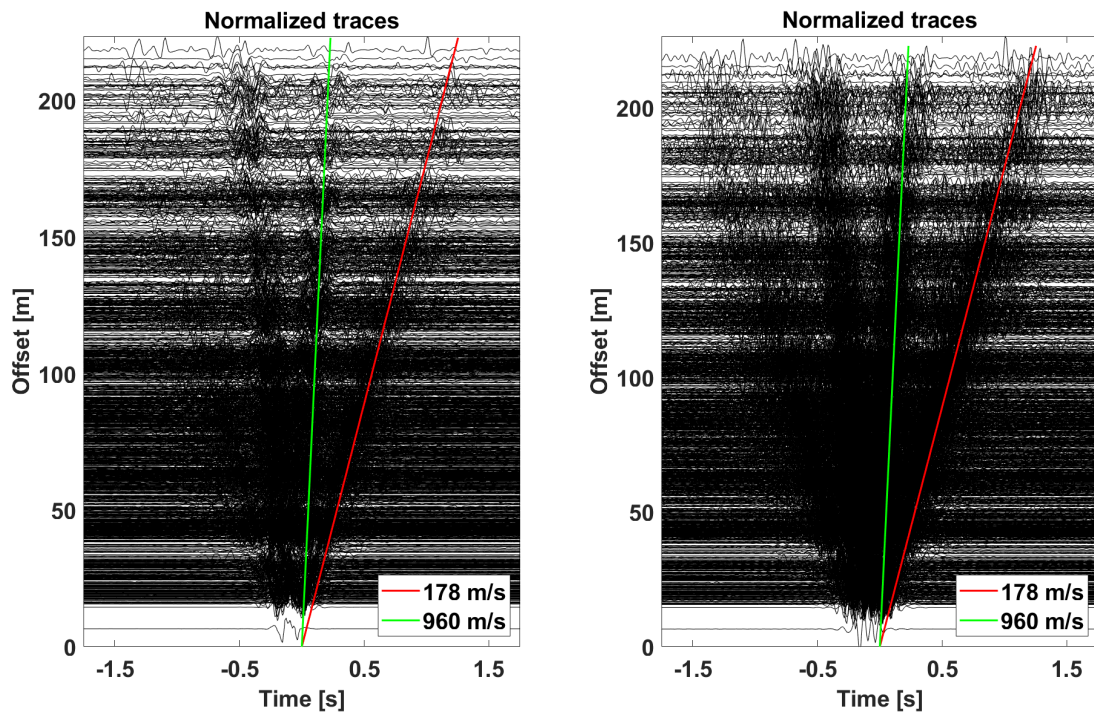 Normalized traces
Offset [m]
200
150
100
50
0
-1.5
-0.5
0.5
1.5
Time [s]
178 m/s
960 m/s
Normalized traces
Offset [m]
200
150
100
50
0
-1.5
-0.5
0.5
1.5
Time [s]
178 m/s
960 m/s